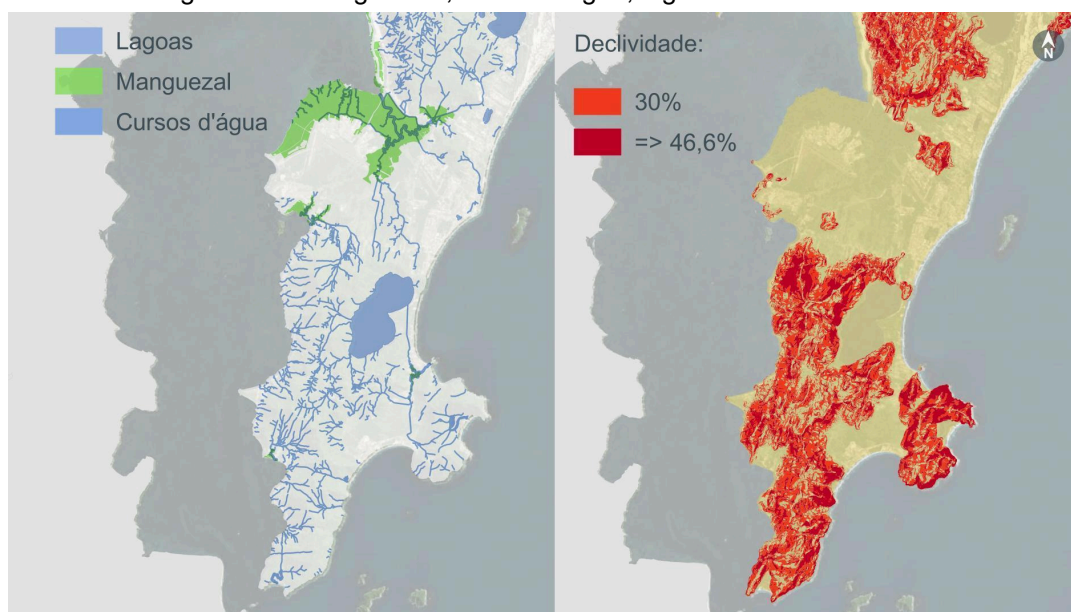 Lagoas
Manguezal
Cursos d'água
Declividade:
30%
=> 46,6%
N